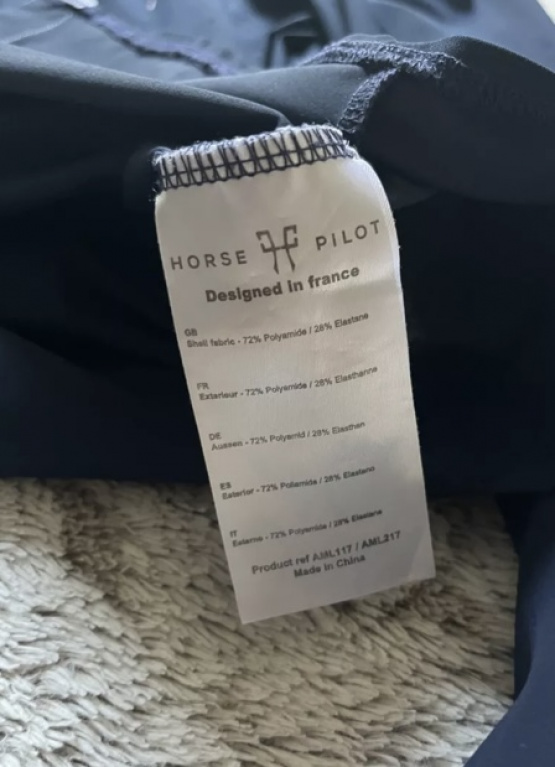 HORSE PILOT
Designed in france
GB
Shell fabric - 72% Polyamide / 28% Elastane
FR
Exterieur - 72% Polyamide / 28% Elasthanne
DE
Aussen - 72% Polyamid / 28% Elasthan
ES
Exterior - 72% Poliamida / 28% Elastano
IT
Esterno - 72% Polyamide / 28% Elastane
Product ref AML117 / AML217
Made in China